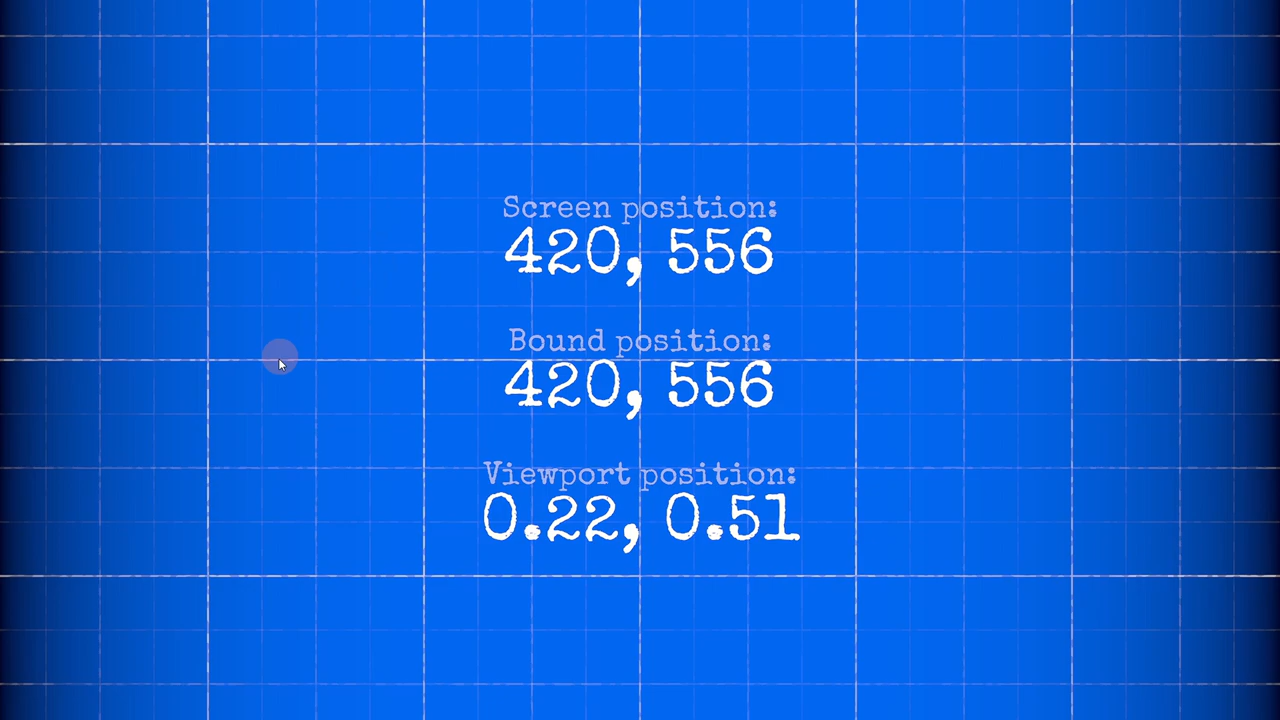 Screen position:
420, 556
Bound position:
420, 556
Viewport position:
0.22, 0.51